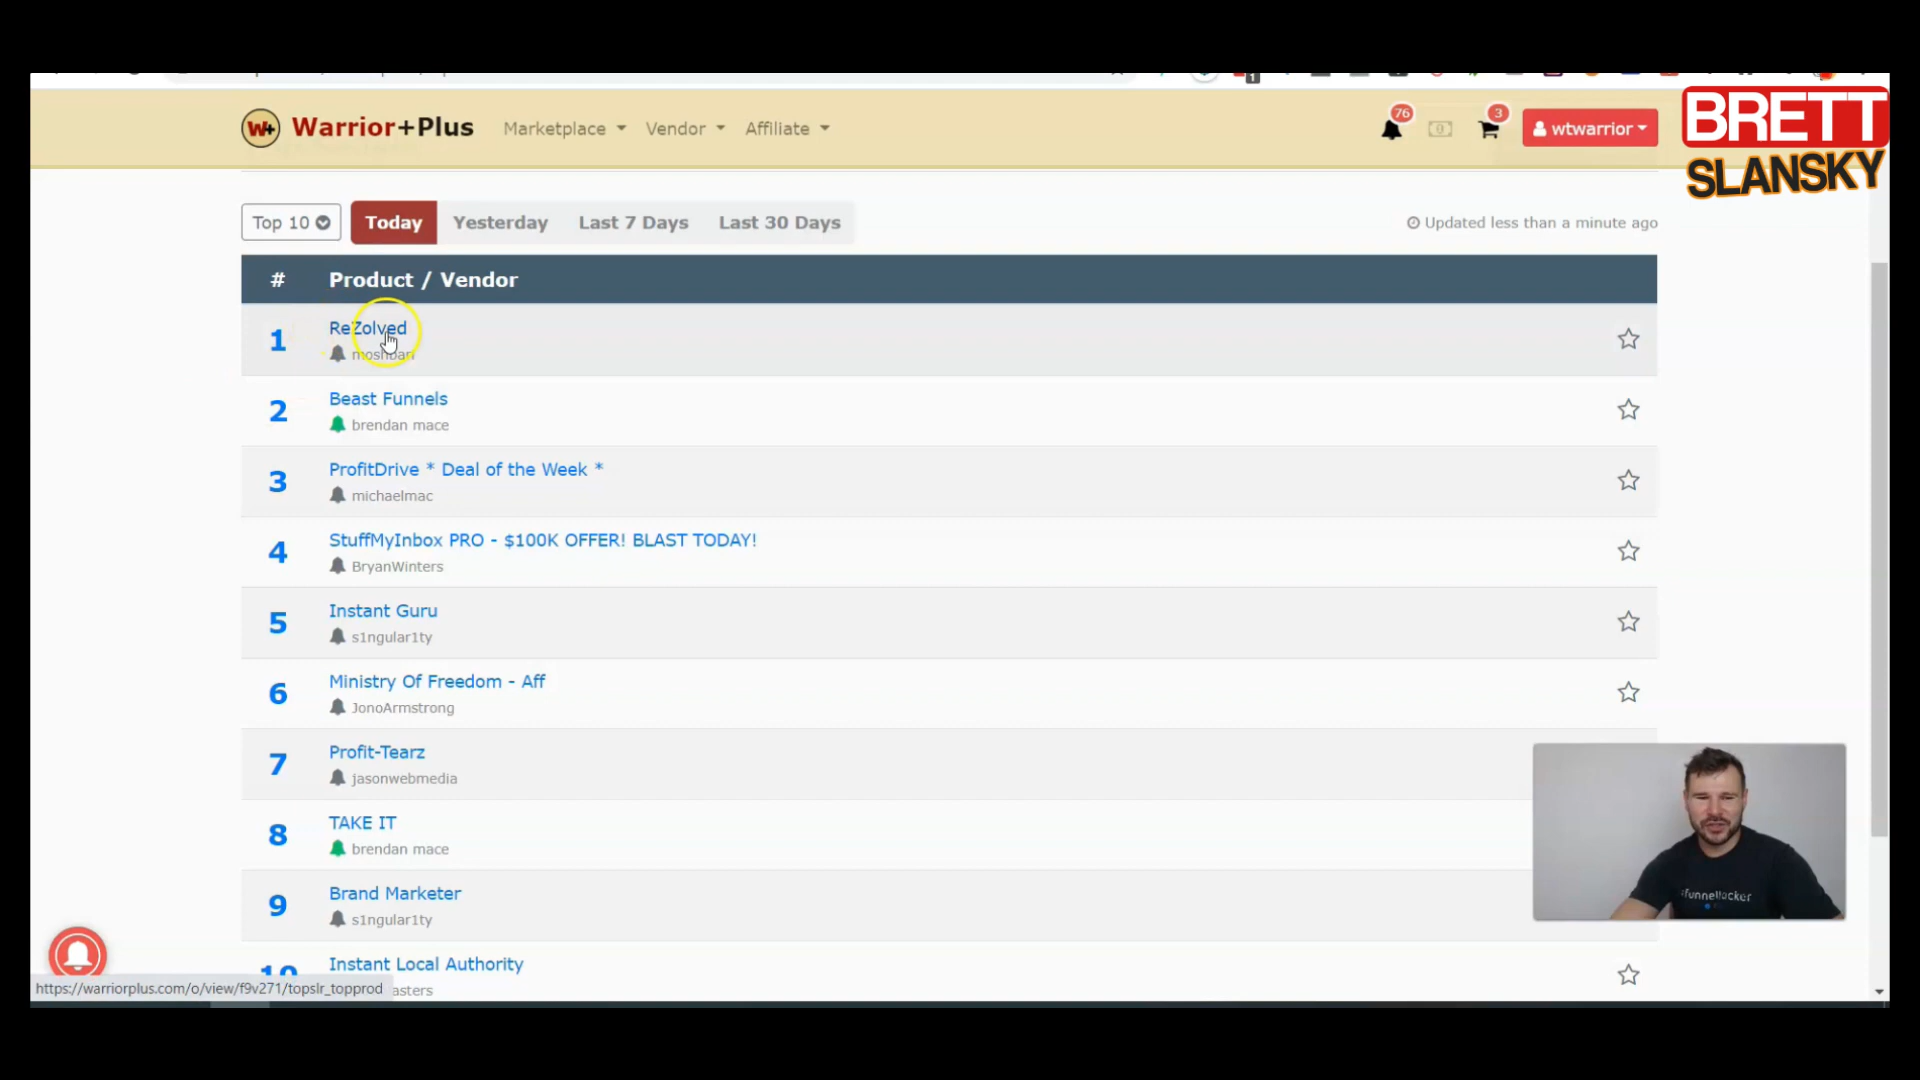 W+ Warrior+Plus Marketplace Vendor Affiliate 76 3 wtwarrior
1
BRETT
SLANSKY
Top 10 Today Yesterday Last 7 Days Last 30 Days Updated less than a minute ago
# Product / Vendor
1 ReZolved
2 Beast Funnels
brendan mace
3 ProfitDrive * Deal of the Week *
michaelmac
4 StuffMyInbox PRO - $100K OFFER! BLAST TODAY!
BryanWinters
5 Instant Guru
s1ngular1ty
6 Ministry Of Freedom - Aff
JonoArmstrong
7 Profit-Tearz
jasonwebmedia
8 TAKE IT
brendan mace
9 Brand Marketer
s1ngular1ty
funnellocker
10 Instant Local Authority
https://warriorplus.com/o/view/f9v271/topslr_topprod asters